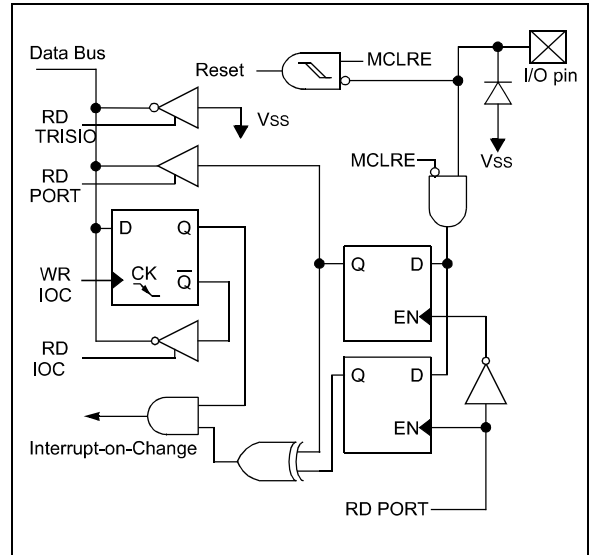 Data Bus
MCLRE
Reset
I/O pin
RD
TRISIO
VSS
VSS
RD
PORT
MCLRE
D Q
Q D
WR
IOC
CK
Q
EN
RD
IOC
Q D
EN
Interrupt-on-Change
RD PORT